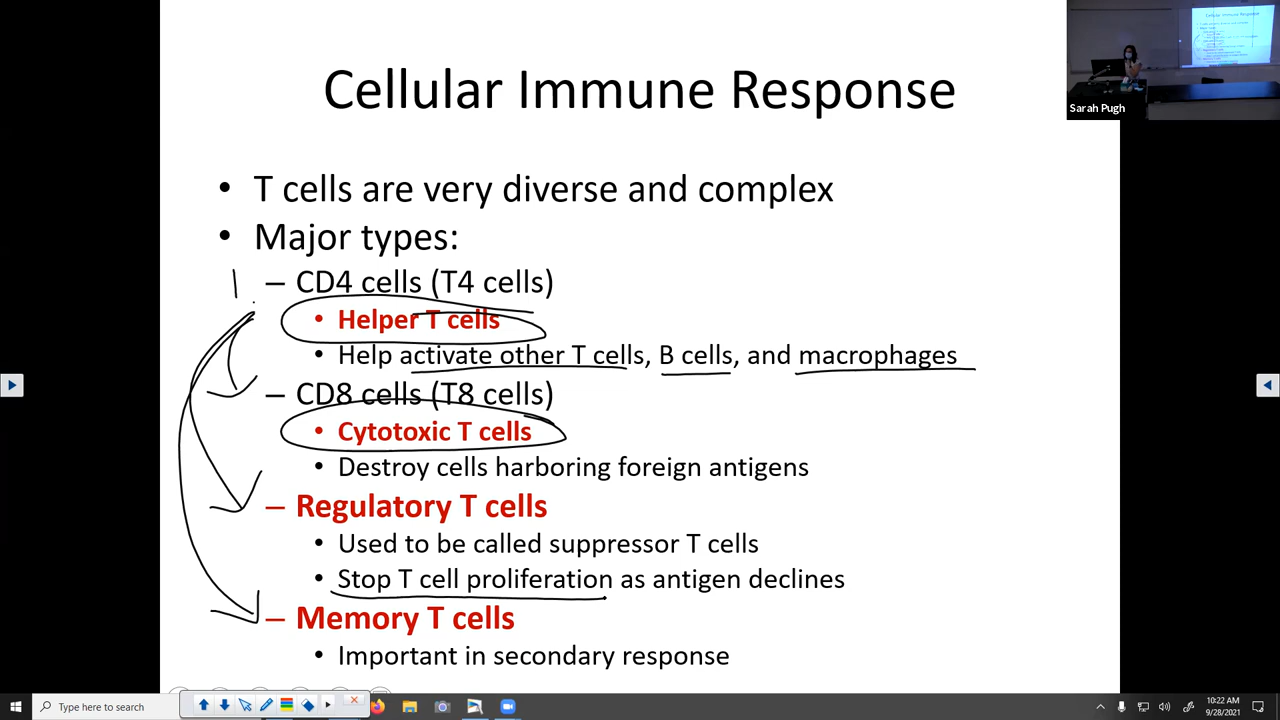 Cellular Immune Response
Sarah Pugh
• T cells are very diverse and complex
• Major types:
1 – CD4 cells (T4 cells)
• Helper T cells
• Help activate other T cells, B cells, and macrophages
– CD8 cells (T8 cells)
• Cytotoxic T cells
• Destroy cells harboring foreign antigens
– Regulatory T cells
• Used to be called suppressor T cells
• Stop T cell proliferation as antigen declines
– Memory T cells
• Important in secondary response
Type here to search
10:22 AM
9/28/2021